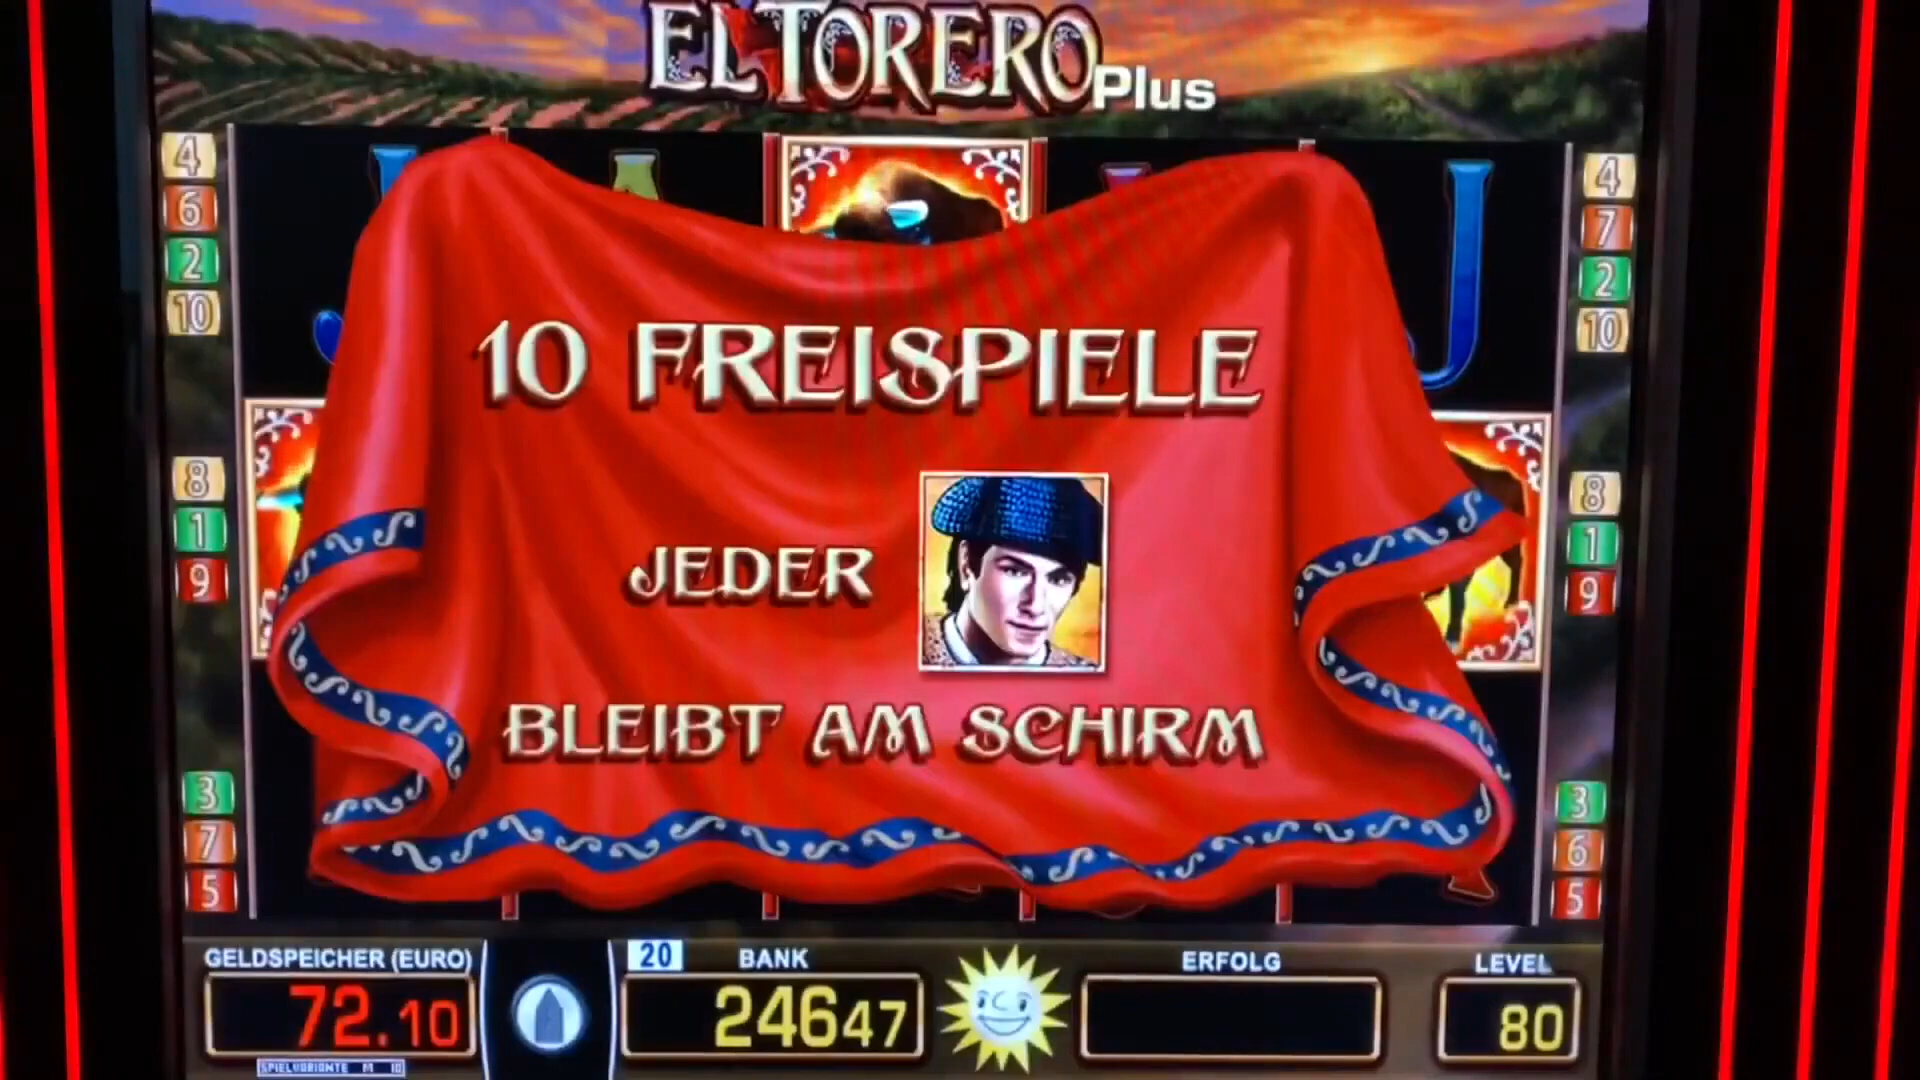 EL TORERO Plus
4 4
6 7
2 2
10 10
J A J
10 FREISPIELE
8 8
1 1
9 9
JEDER
BLEIBT AM SCHIRM
3 3
7 6
5 5
GELDSPEICHER (EURO) 20 BANK ERFOLG LEVEL
72.10 24647 80
SPIELVARIANTE M 10